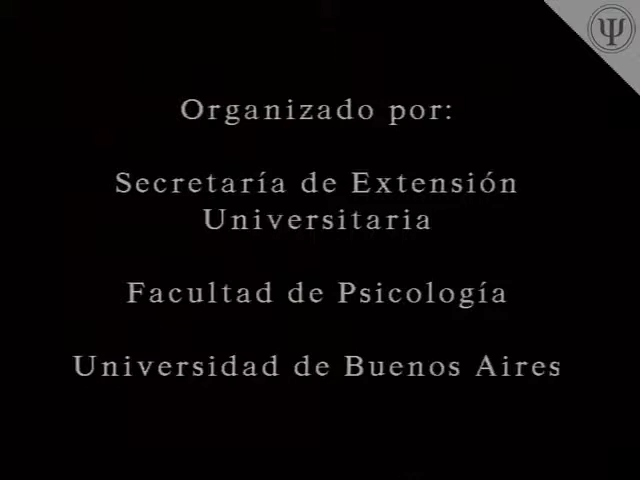 Ψ
Organizado por:
Secretaría de Extensión
Universitaria
Facultad de Psicología
Universidad de Buenos Aires